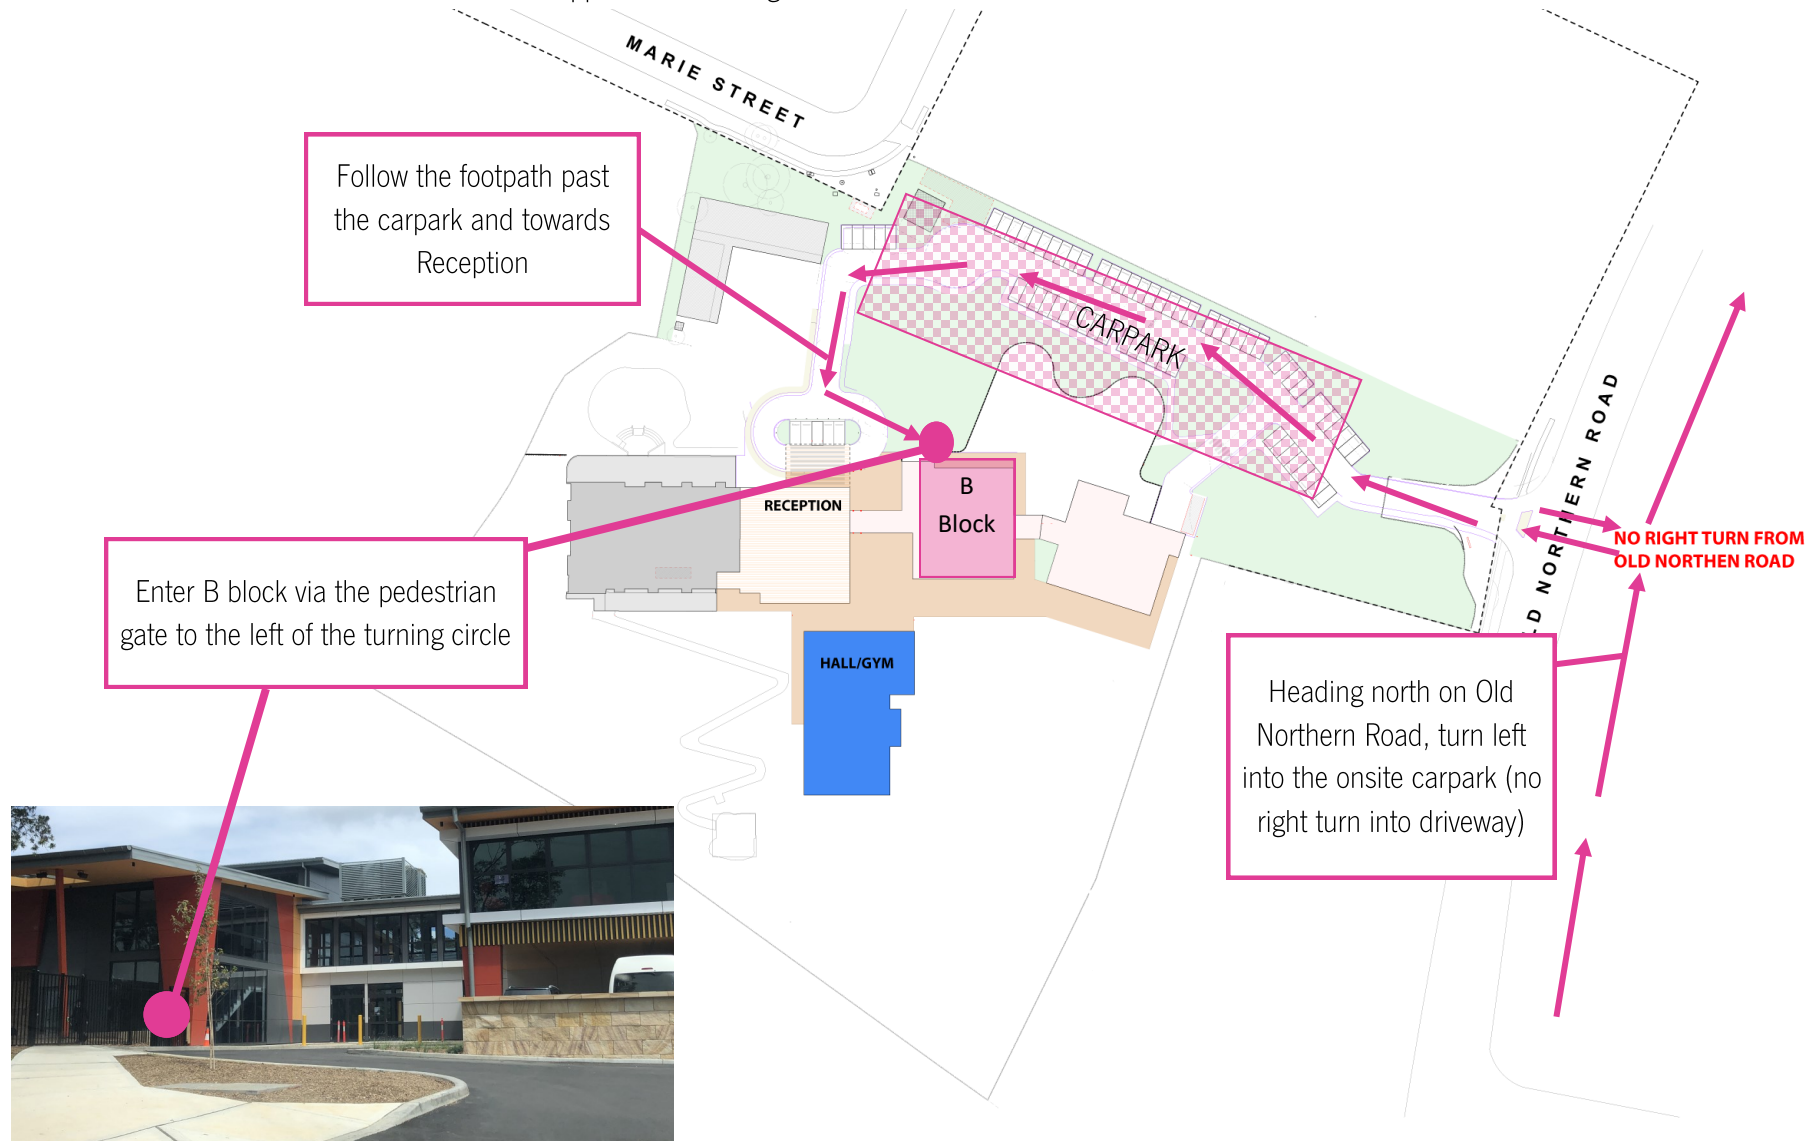 MARIE STREET
Follow the footpath past
the carpark and towards
Reception
CARPARK
OLD NORTHERN ROAD
NO RIGHT TURN FROM
OLD NORTHEN ROAD
B
Block
RECEPTION
Enter B block via the pedestrian
gate to the left of the turning circle
HALL/GYM
Heading north on Old
Northern Road, turn left
into the onsite carpark (no
right turn into driveway)